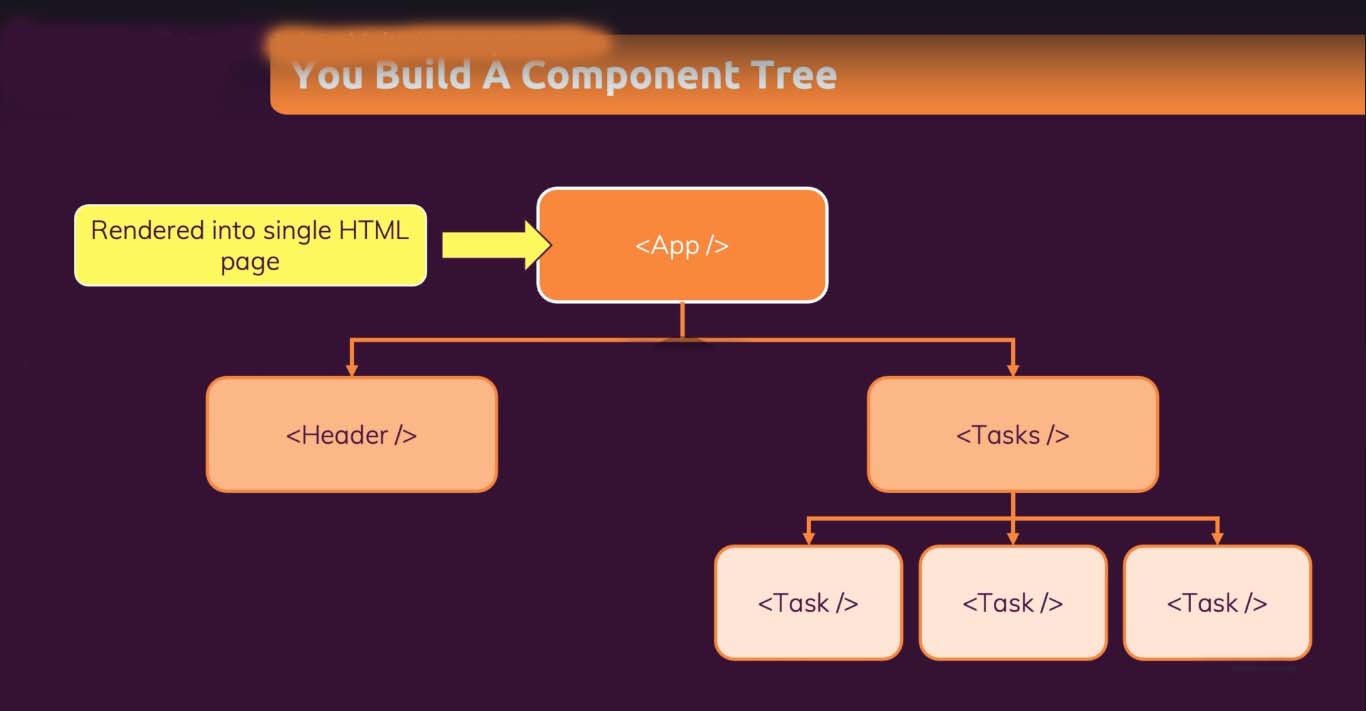 You Build A Component Tree
Rendered into single HTML
page
<App />
<Header />
<Tasks />
<Task />
<Task />
<Task />